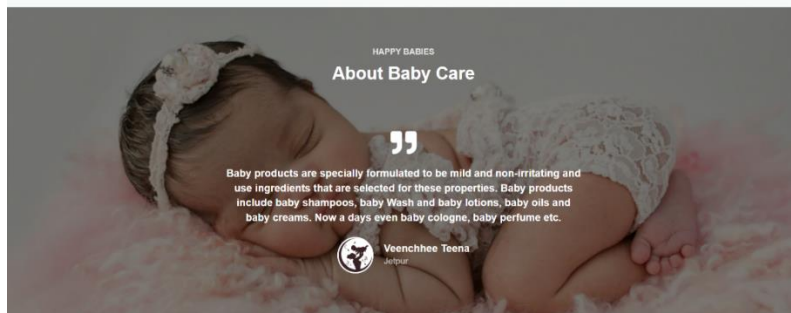 HAPPY BABIES
About Baby Care
”
Baby products are specially formulated to be mild and non-irritating and
use ingredients that are selected for these properties. Baby products
include baby shampoos, baby Wash and baby lotions, baby oils and
baby creams. Now a days even baby cologne, baby perfume etc.
Veenchhee Teena
Jetpur